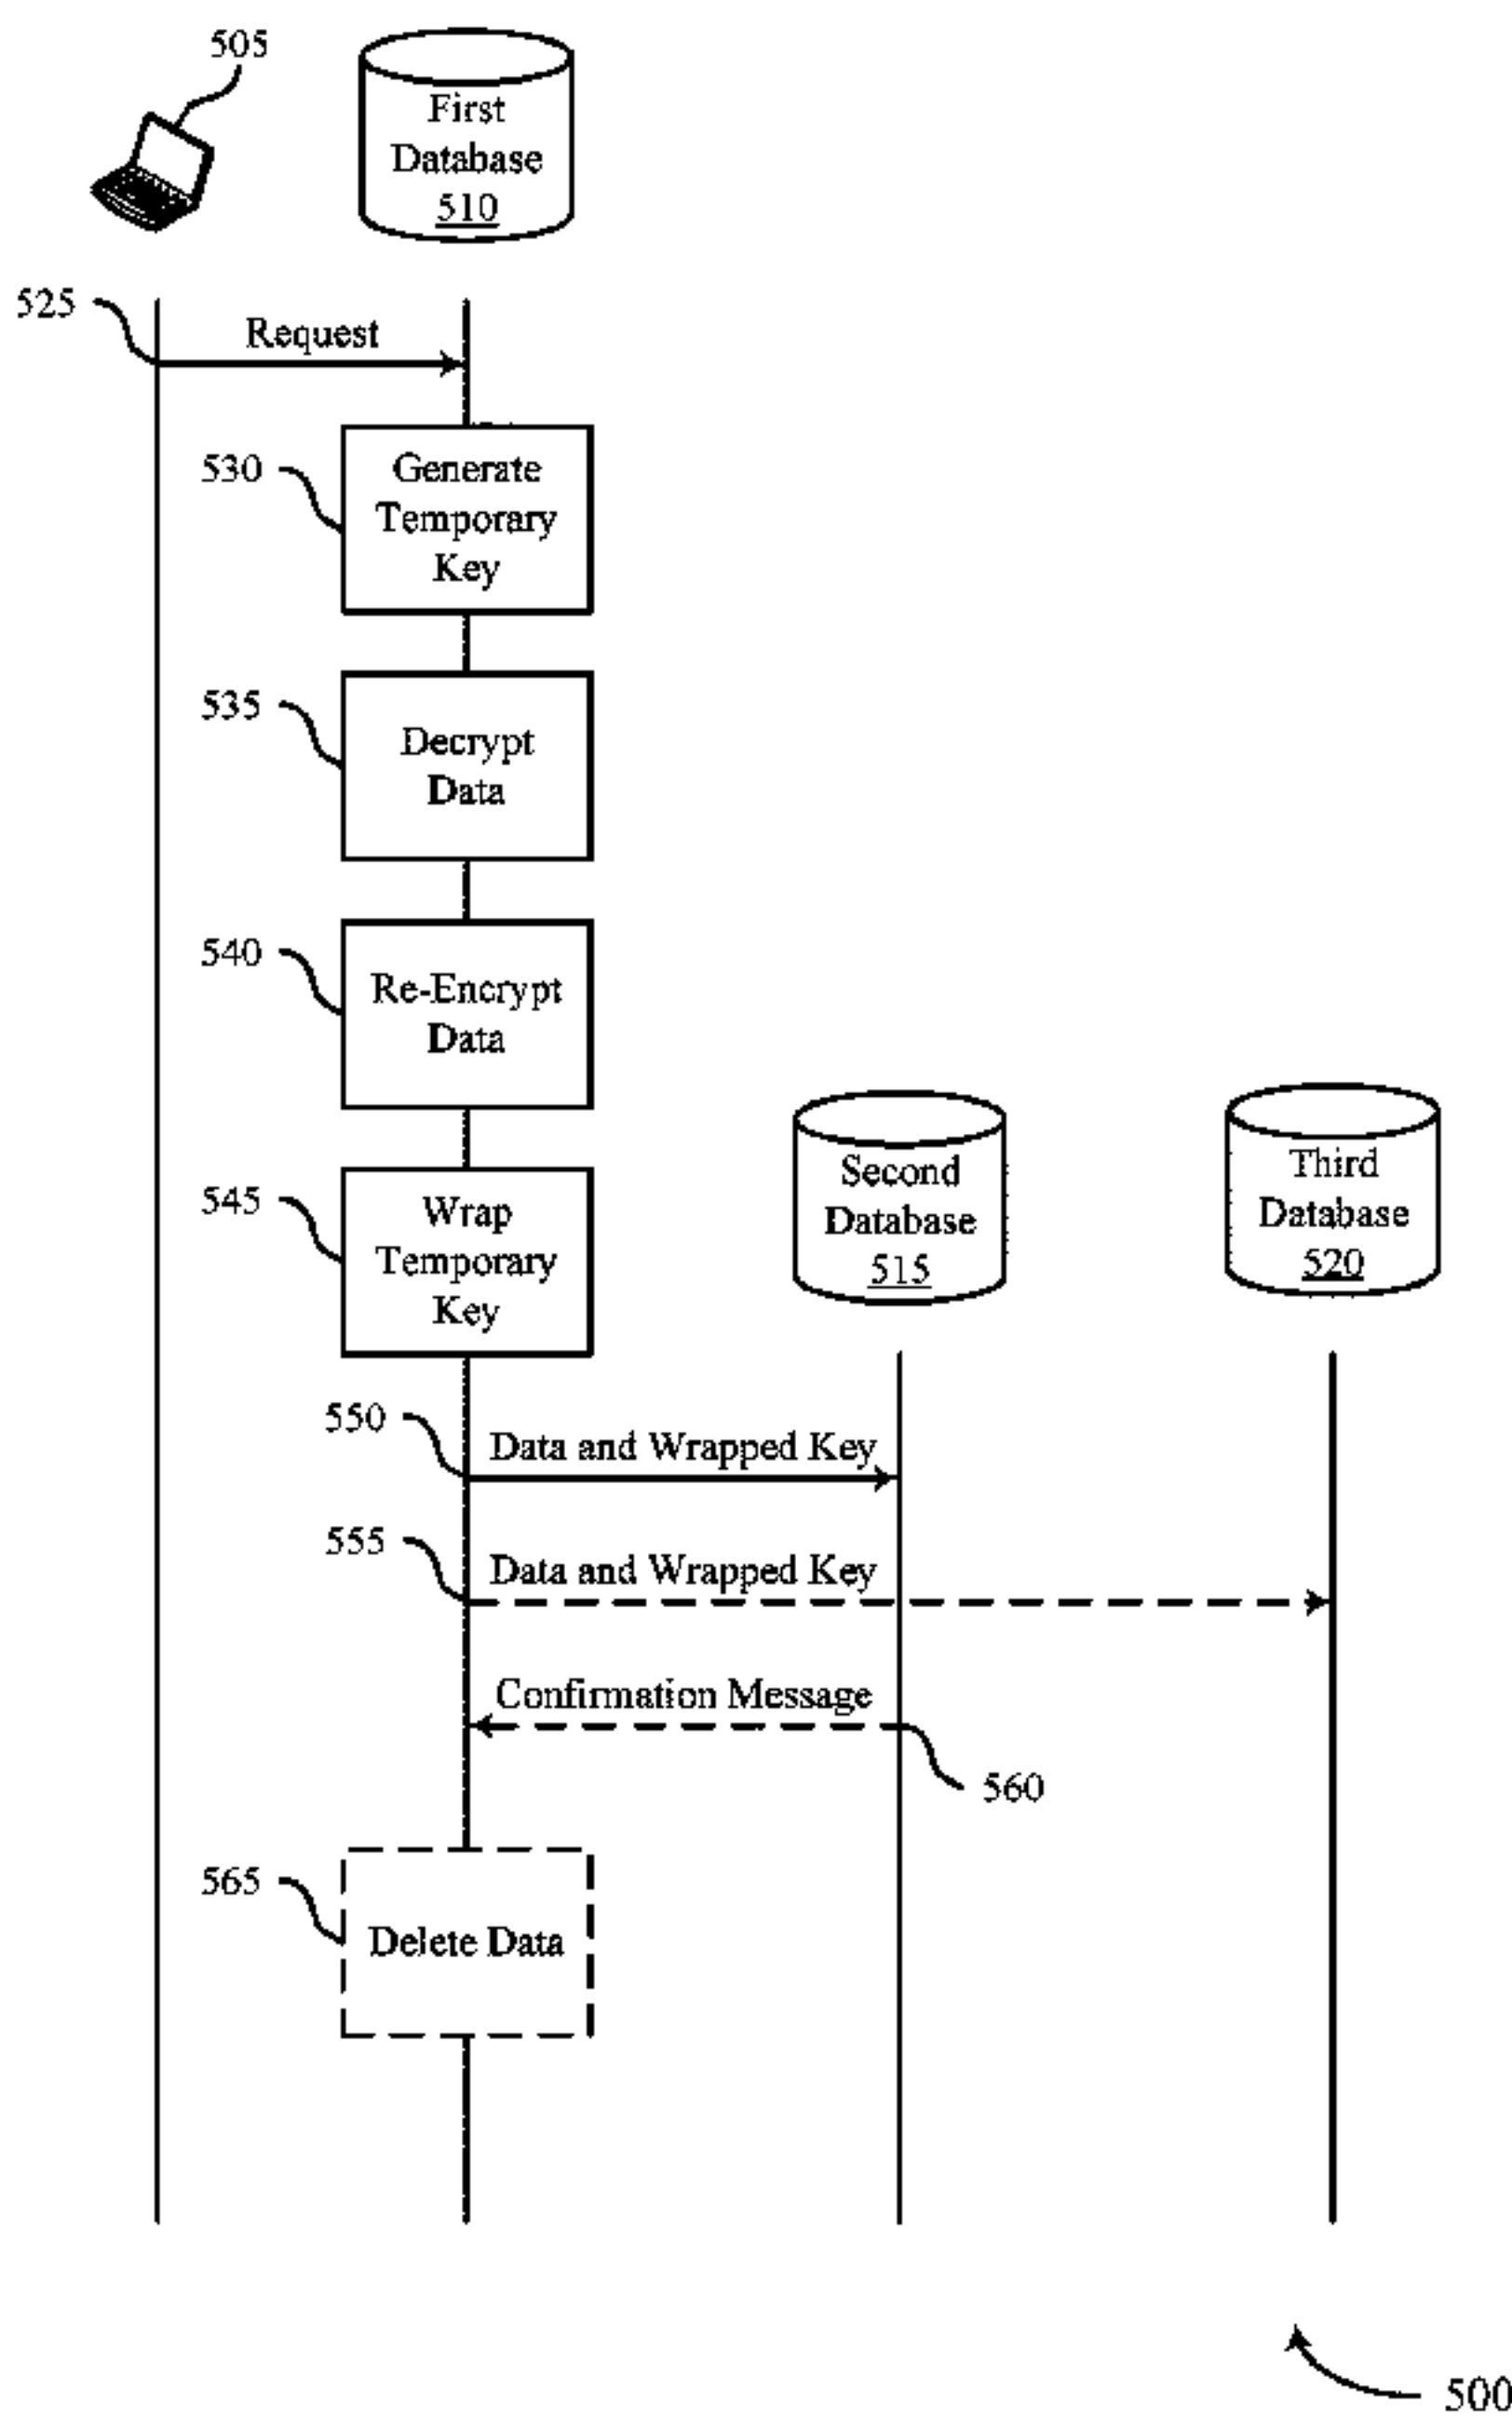 505
First
Database
510
525
Request
530
Generate
Temporary
Key
535
Decrypt
Data
540
Re-Encrypt
Data
545
Wrap
Temporary
Key
Second
Database
515
Third
Database
520
550
Data and Wrapped Key
555
Data and Wrapped Key
Confirmation Message
560
565
Delete Data
500